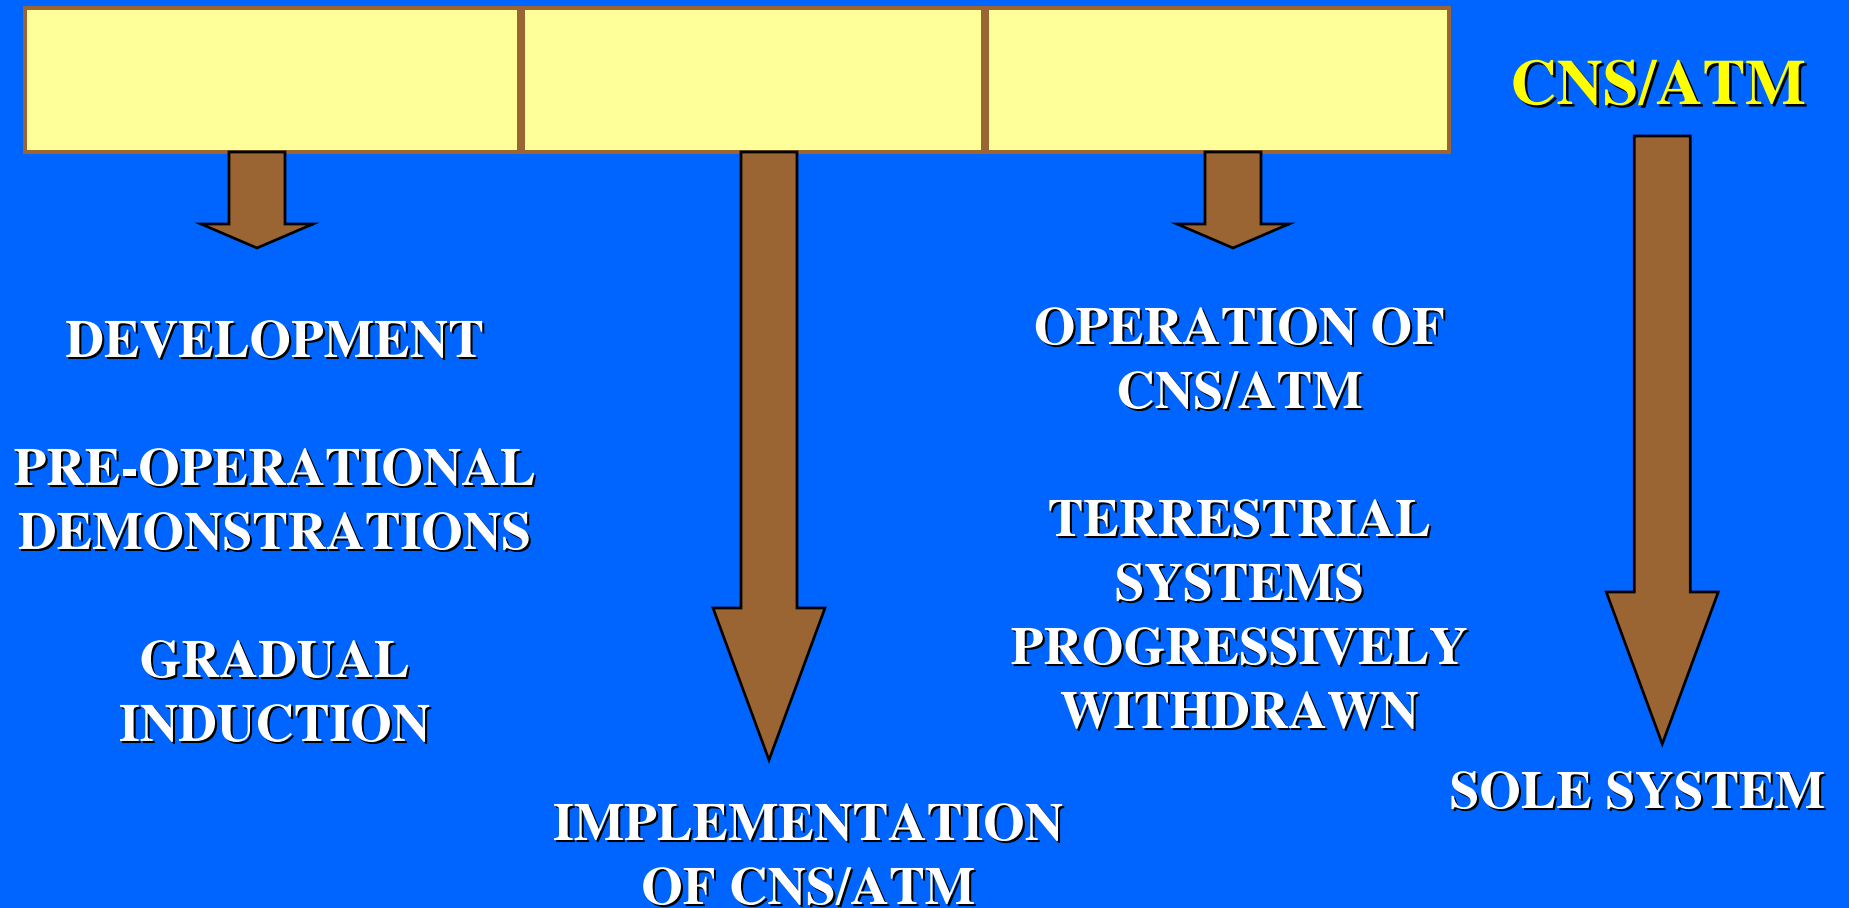 CNS/ATM
DEVELOPMENT
PRE-OPERATIONAL
DEMONSTRATIONS
GRADUAL
INDUCTION
IMPLEMENTATION
OF CNS/ATM
OPERATION OF
CNS/ATM
TERRESTRIAL
SYSTEMS
PROGRESSIVELY
WITHDRAWN
SOLE SYSTEM